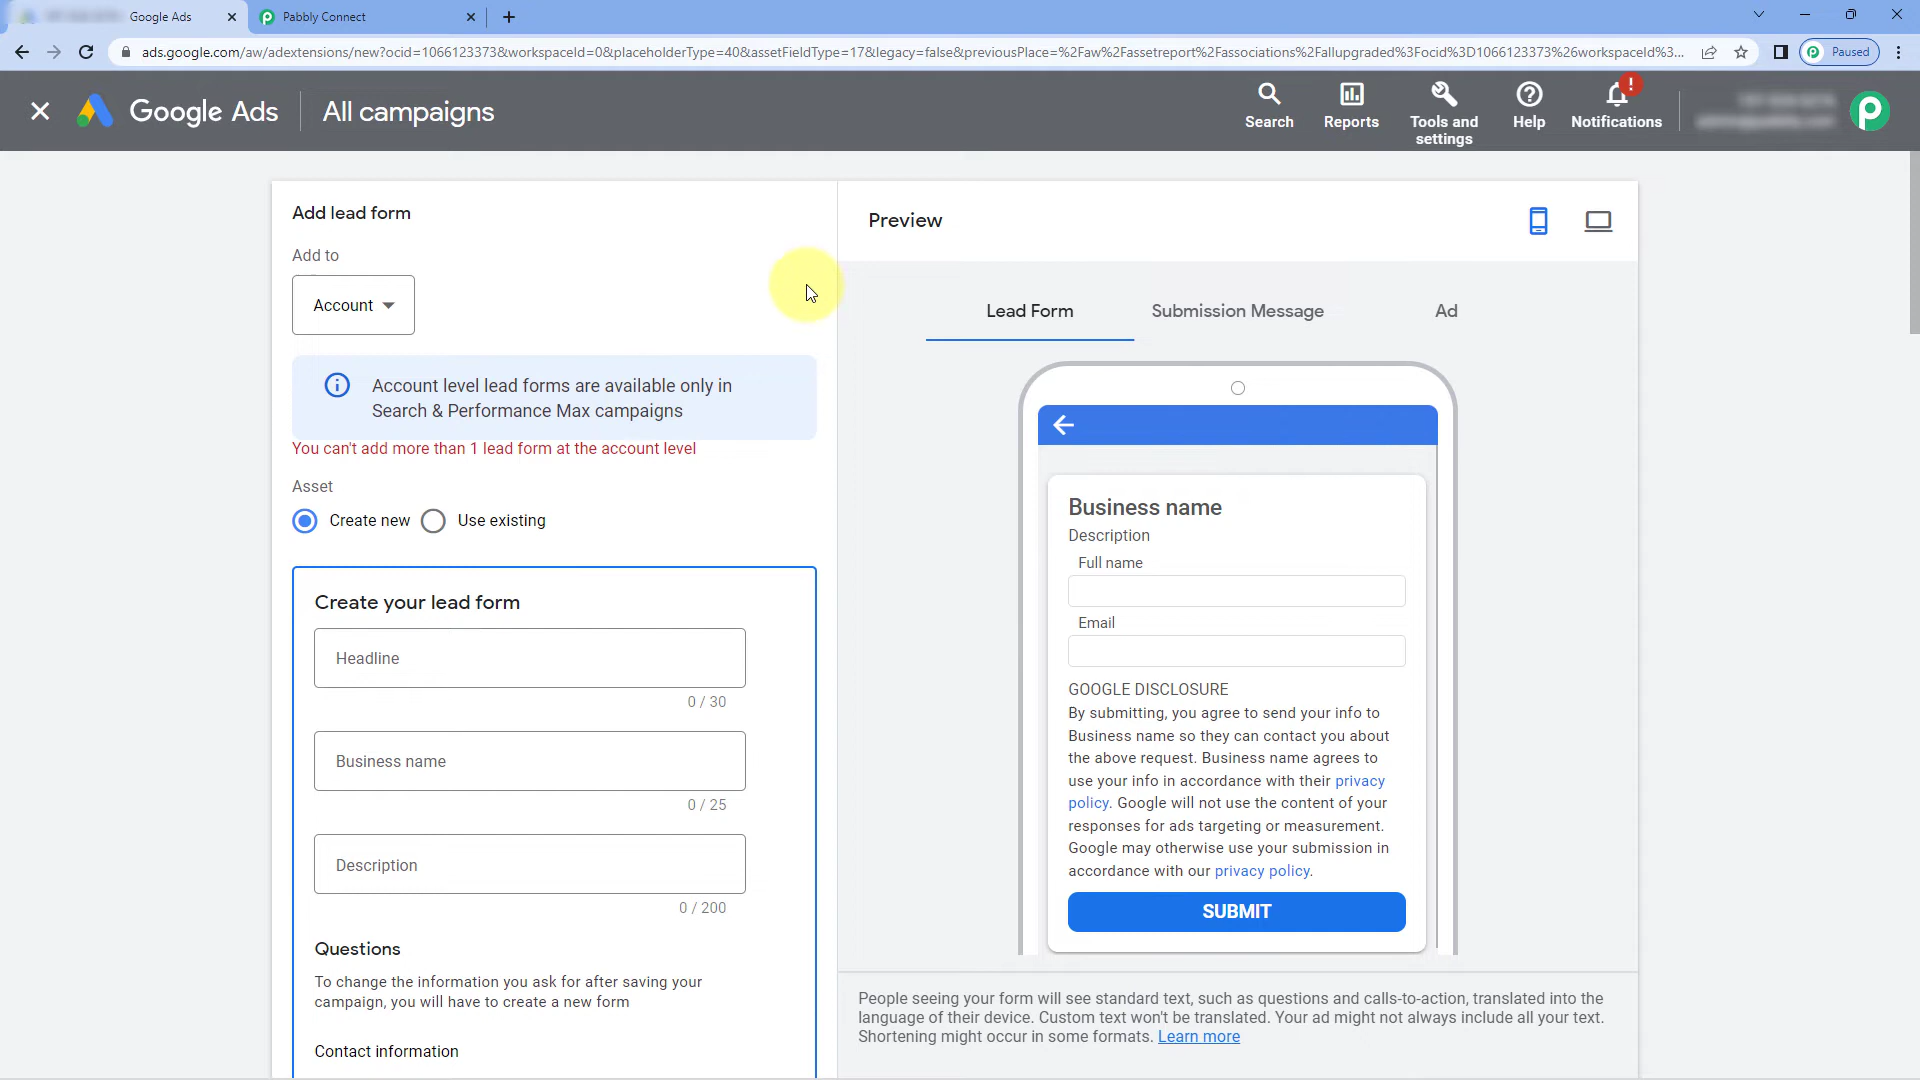 Google Ads
Pabbly Connect
ads.google.com/aw/adextensions/new?ocid=1066123373&workspaceId=0&placeholderType=40&assetFieldType=17&legacy=false&previousPlace=%2Faw%2Fassetreport%2Fassociations%2Fallupgraded%3Focid%3D1066123373%26workspaceId%3...
Paused
Google Ads
All campaigns
Search
Reports
Tools and
settings
Help
Notifications
Add lead form
Add to
Account
Account level lead forms are available only in
Search & Performance Max campaigns
You can't add more than 1 lead form at the account level
Asset
Create new
Use existing
Create your lead form
Headline
0 / 30
Business name
0 / 25
Description
0 / 200
Questions
To change the information you ask for after saving your
campaign, you will have to create a new form
Contact information
Preview
Lead Form
Submission Message
Ad
Business name
Description
Full name
Email
GOOGLE DISCLOSURE
By submitting, you agree to send your info to
Business name so they can contact you about
the above request. Business name agrees to
use your info in accordance with their privacy
policy. Google will not use the content of your
responses for ads targeting or measurement.
Google may otherwise use your submission in
accordance with our privacy policy.
SUBMIT
People seeing your form will see standard text, such as questions and calls-to-action, translated into the
language of their device. Custom text won't be translated. Your ad might not always include all your text.
Shortening might occur in some formats. Learn more